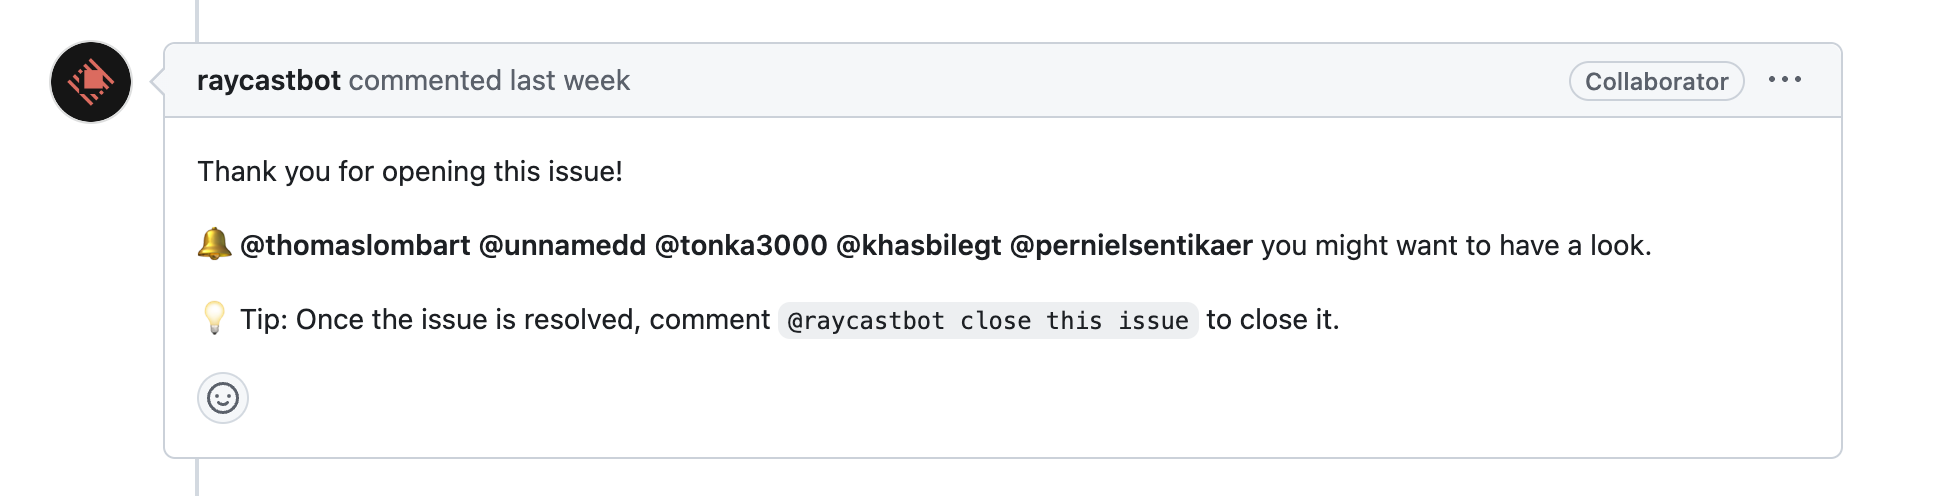 raycastbot commented last week
Collaborator
Thank you for opening this issue!
🔔 @thomaslombart @unnamedd @tonka3000 @khasbilegt @pernielsentikaer you might want to have a look.
💡 Tip: Once the issue is resolved, comment @raycastbot close this issue to close it.